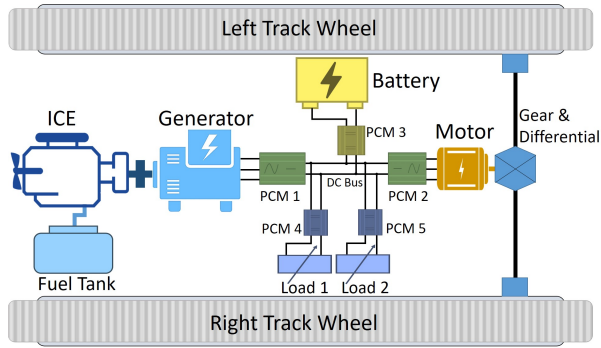 Left Track Wheel
Battery
ICE
Generator
PCM 3
Motor
Gear &
Differential
DC Bus
PCM 1
PCM 2
PCM 4
PCM 5
Fuel Tank
Load 1
Load 2
Right Track Wheel